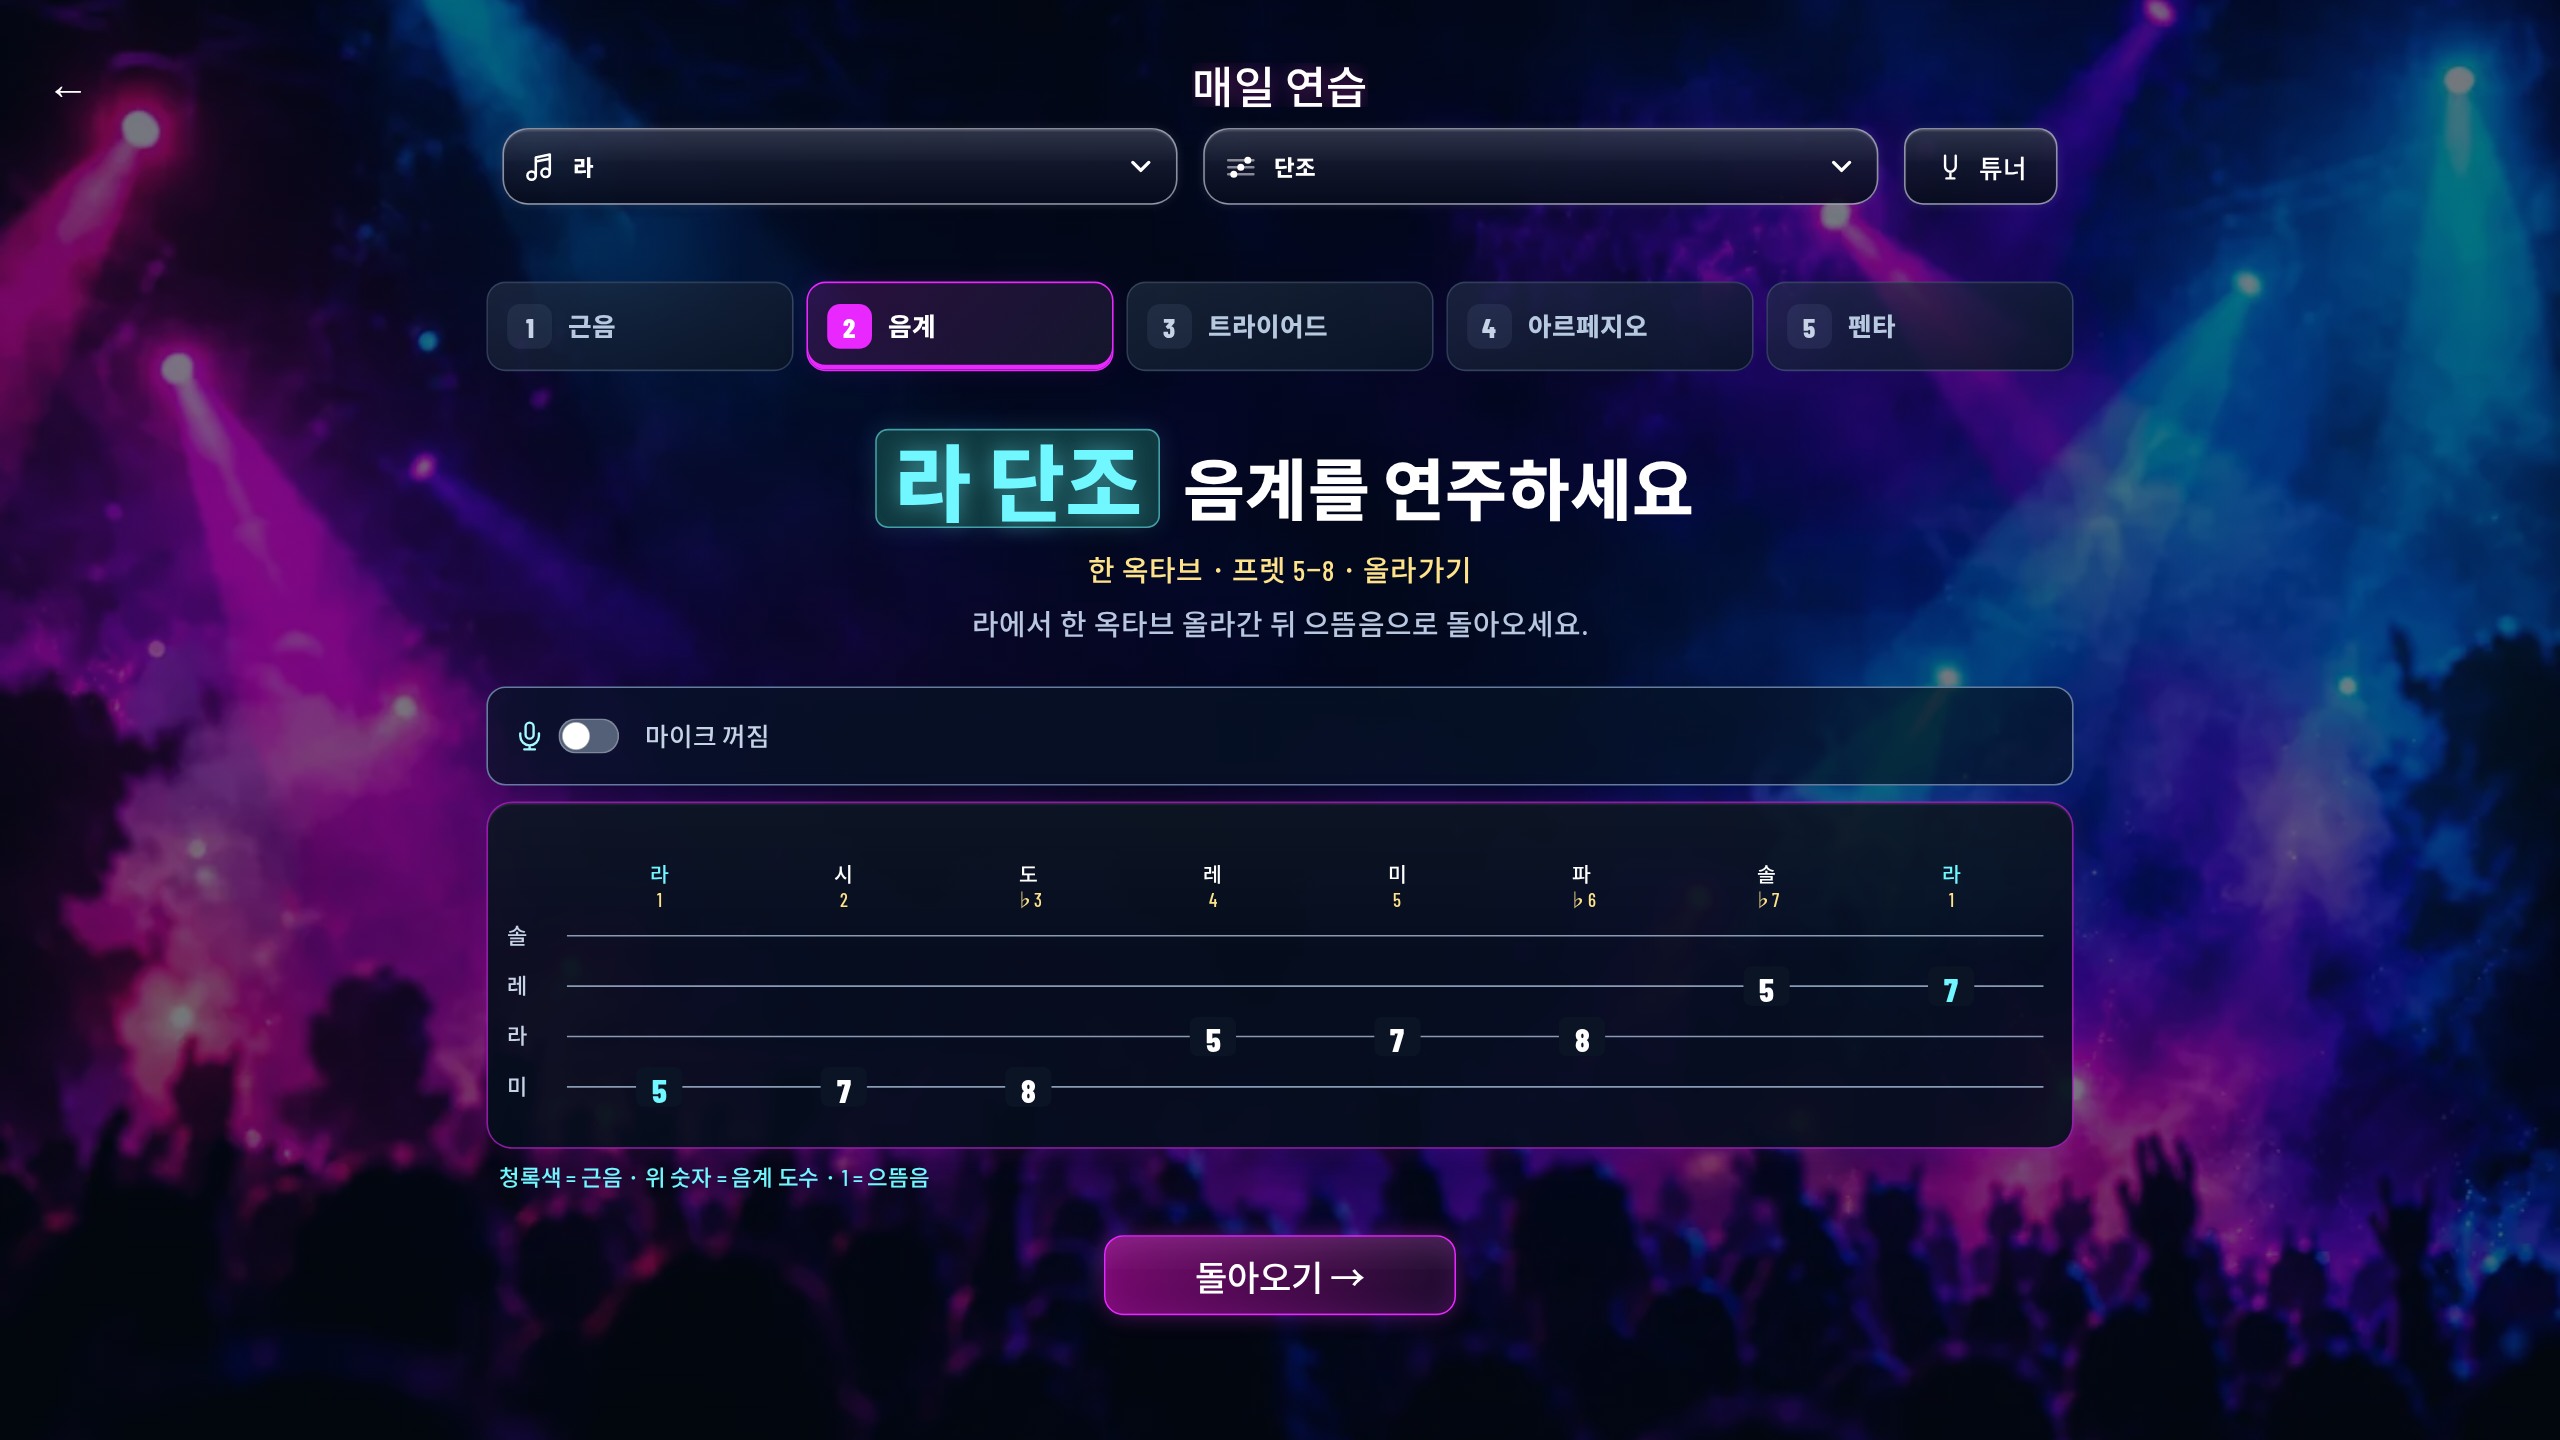 ←
매일 연습
라
단조
튜너
1 근음
2 음계
3 트라이어드
4 아르페지오
5 펜타
라 단조 음계를 연주하세요
한 옥타브 · 프렛 5–8 · 올라가기
라에서 한 옥타브 올라간 뒤 으뜸음으로 돌아오세요.
마이크 꺼짐
라 시 도 레 미 파 솔 라
1 2 ♭3 4 5 ♭6 ♭7 1
솔
레 5 7
라 5 7 8
미 5 7 8
청록색 = 근음 · 위 숫자 = 음계 도수 · 1 = 으뜸음
돌아오기 →